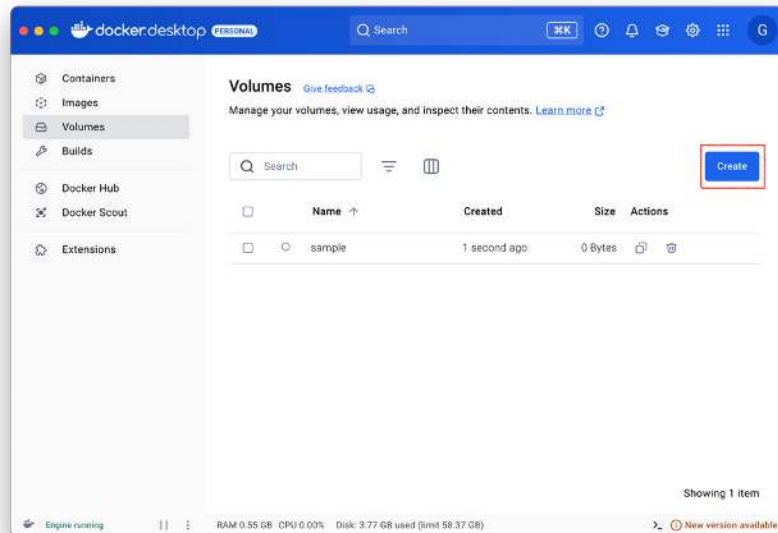 docker.desktop PERSONAL Search ⌘K G
Containers
Images
Volumes
Builds
Docker Hub
Docker Scout
Extensions
Volumes Give feedback
Manage your volumes, view usage, and inspect their contents. Learn more
Search
Create
Name ↑ Created Size Actions
sample 1 second ago 0 Bytes
Showing 1 item
Engine running RAM 0.55 GB CPU 0.00% Disk: 3.77 GB used (limit 58.37 GB) >_ New version available